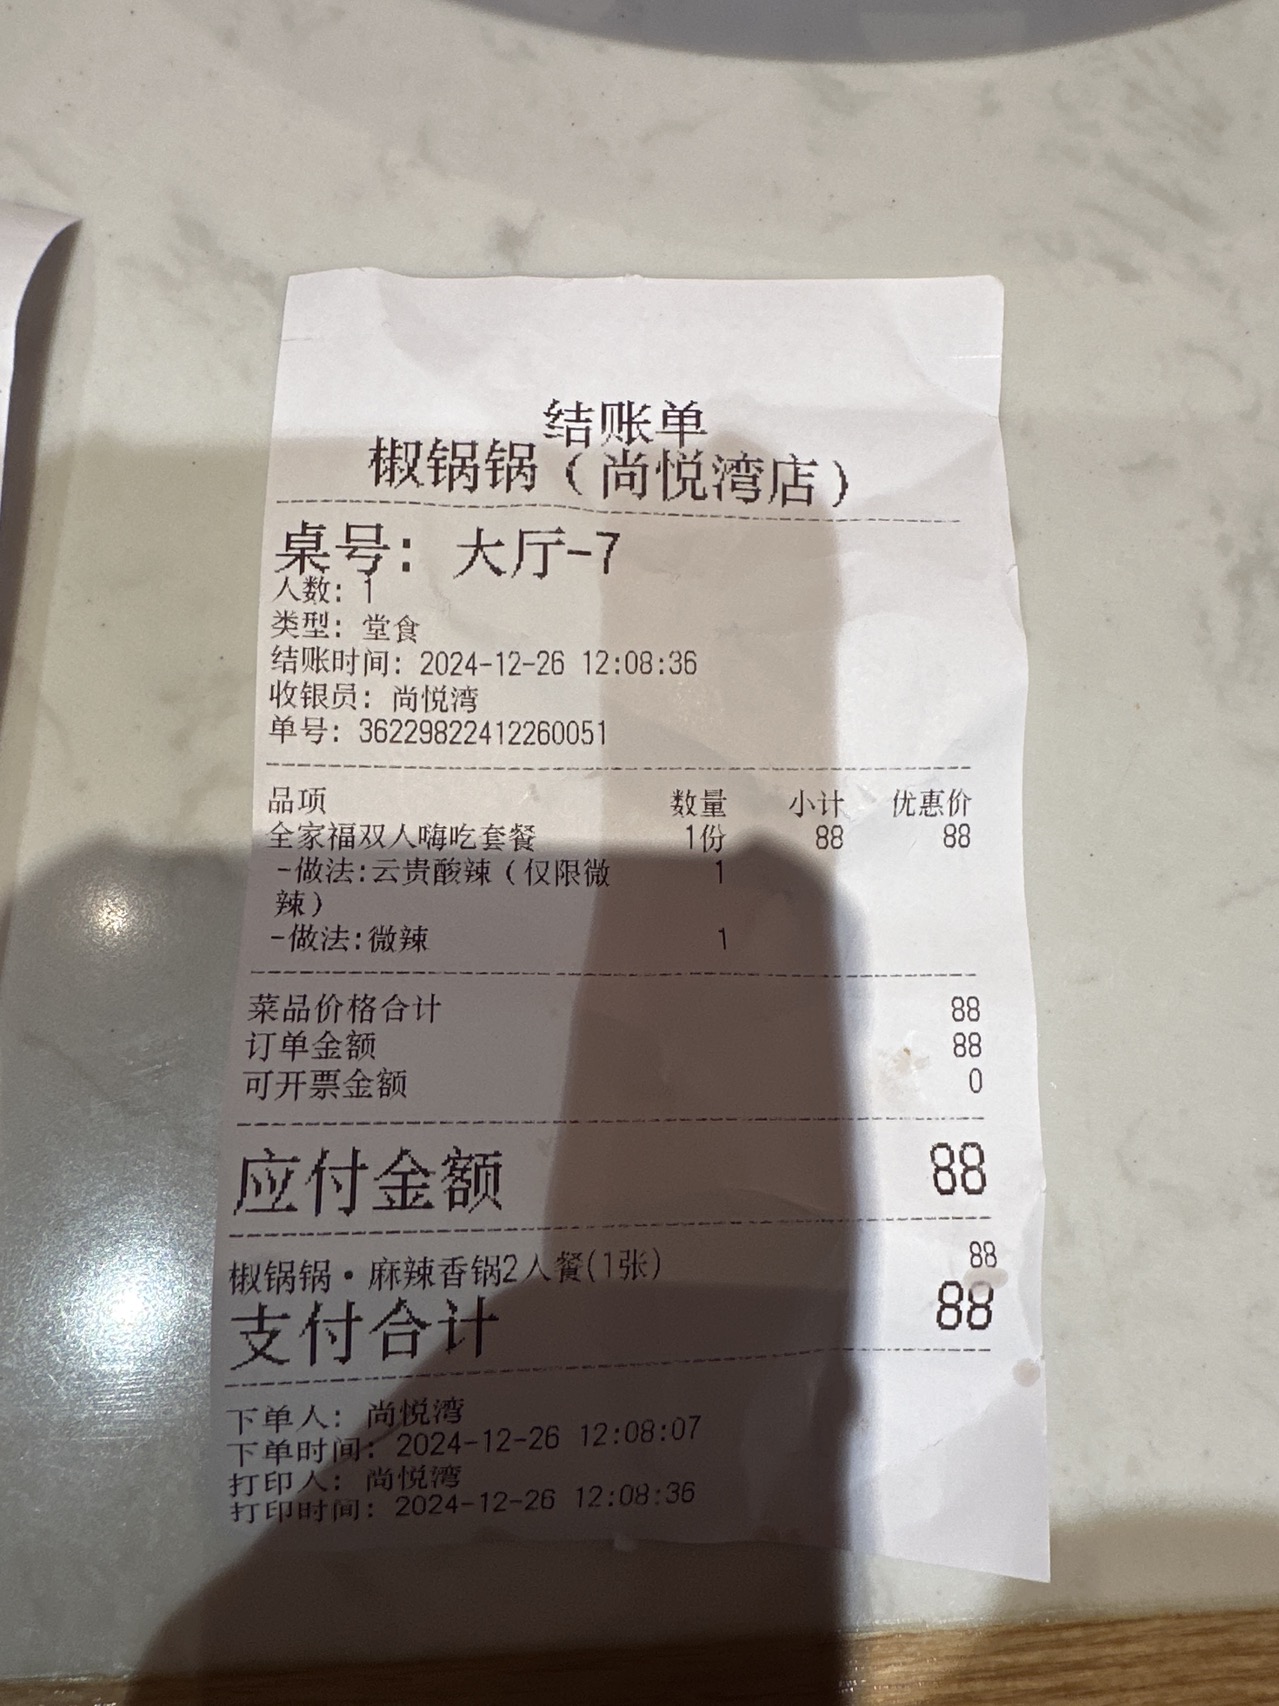 结账单
椒锅锅（尚悦湾店）
桌号： 大厅-7
人数: 1
类型: 堂食
结账时间: 2024-12-26 12:08:36
收银员: 尚悦湾
单号: 36229822412260051
品项 数量 小计 优惠价
全家福双人嗨吃套餐 1份 88 88
-做法:云贵酸辣（仅限微 1
辣）
-做法:微辣 1
菜品价格合计 88
订单金额 88
可开票金额 0
应付金额 88
椒锅锅·麻辣香锅2人餐(1张) 88
支付合计 88
下单人: 尚悦湾
下单时间: 2024-12-26 12:08:07
打印人: 尚悦湾
打印时间: 2024-12-26 12:08:36